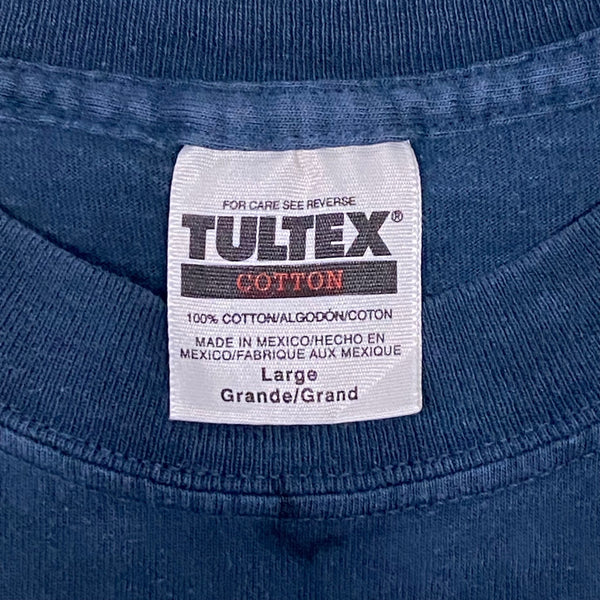 FOR CARE SEE REVERSE
TULTEX®
COTTON
100% COTTON/ALGODÓN/COTON
MADE IN MEXICO/HECHO EN
MEXICO/FABRIQUE AUX MEXIQUE
Large
Grande/Grand